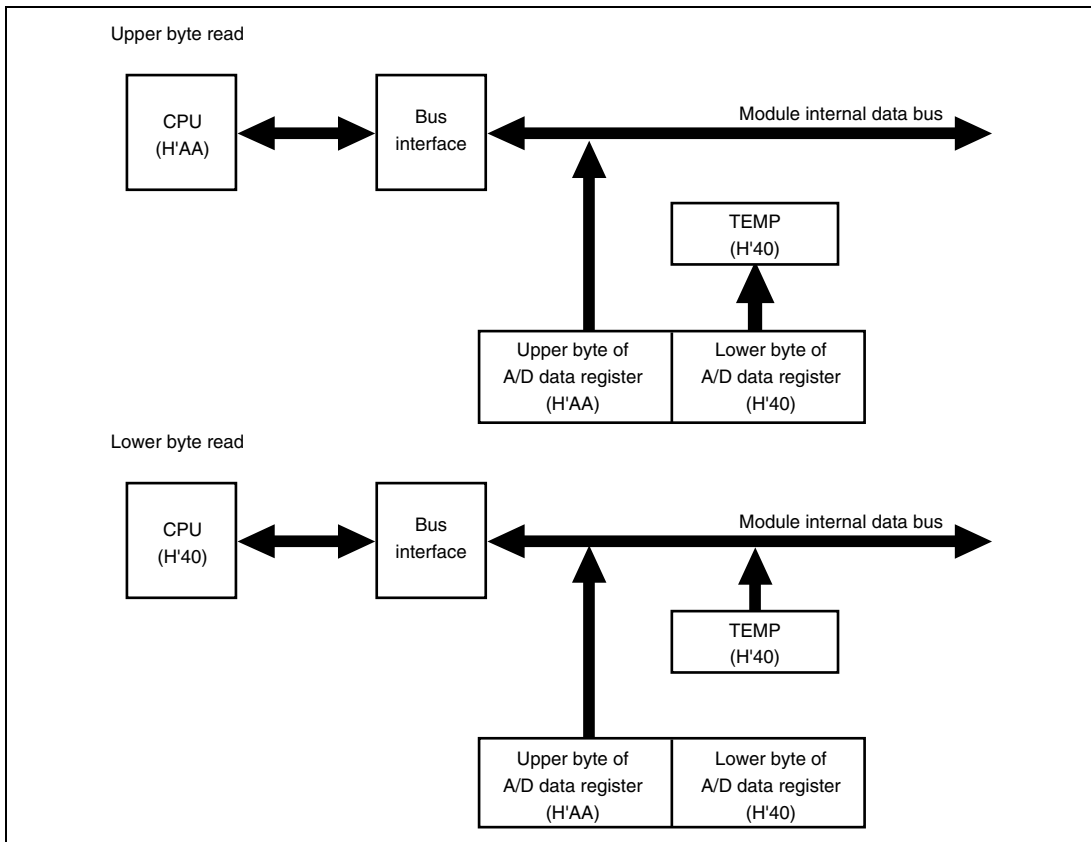 Upper byte read
CPU
(H'AA)
Bus
interface
Module internal data bus
TEMP
(H'40)
Upper byte of
A/D data register
(H'AA)
Lower byte of
A/D data register
(H'40)
Lower byte read
CPU
(H'40)
Bus
interface
Module internal data bus
TEMP
(H'40)
Upper byte of
A/D data register
(H'AA)
Lower byte of
A/D data register
(H'40)